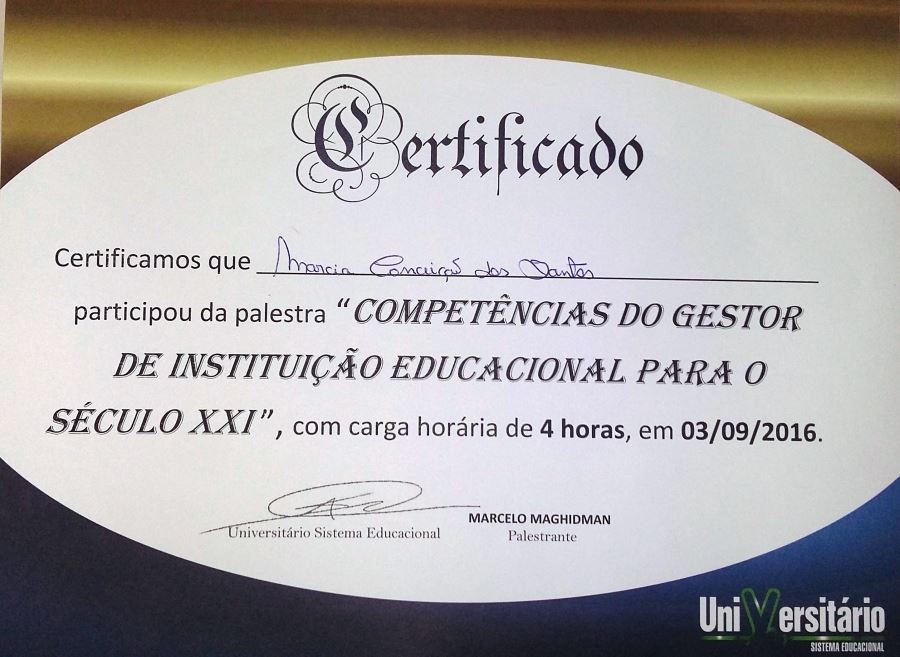 Certificado
Certificamos que Marcia Conceição dos Santos
participou da palestra “COMPETÊNCIAS DO GESTOR
DE INSTITUIÇÃO EDUCACIONAL PARA O
SÉCULO XXI”, com carga horária de 4 horas, em 03/09/2016.
Universitário Sistema Educacional
MARCELO MAGHIDMAN
Palestrante
UniVersitário
SISTEMA EDUCACIONAL